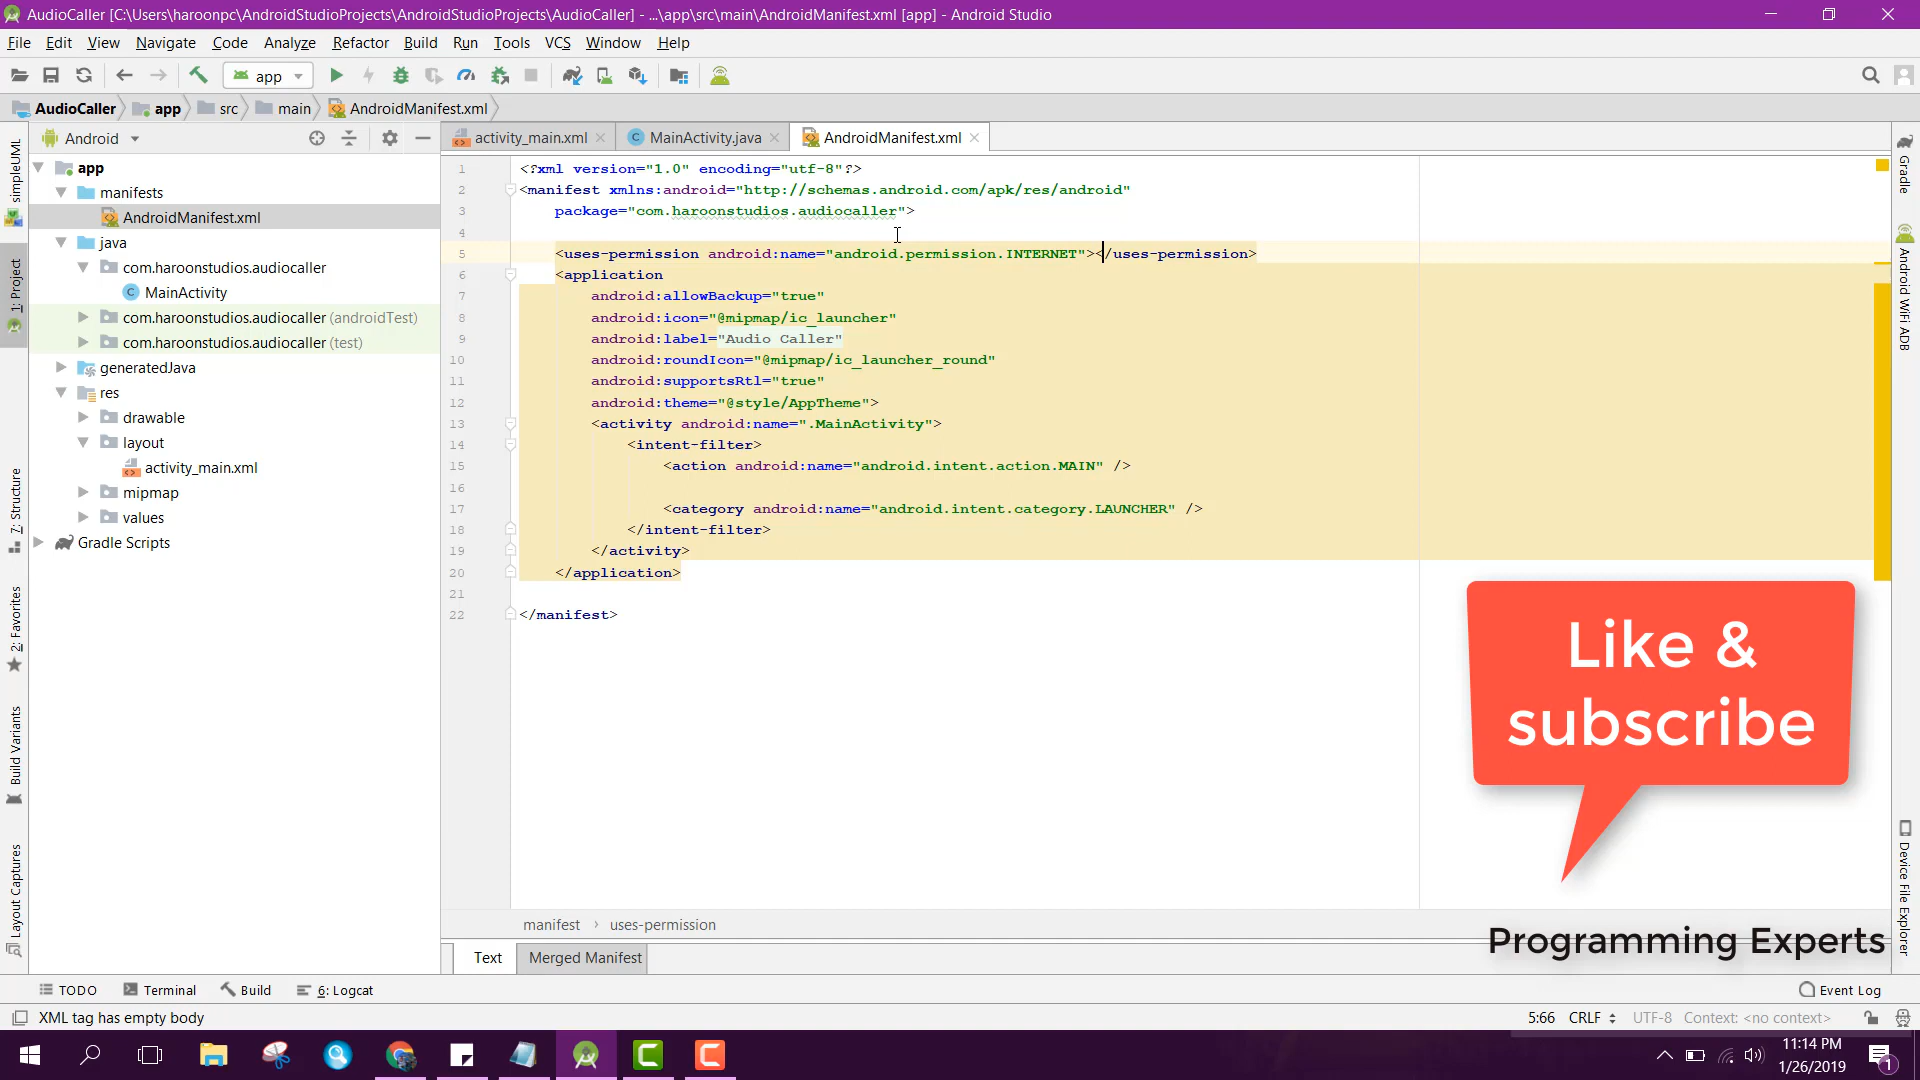 AudioCaller [C:\Users\haroonpc\AndroidStudioProjects\AndroidStudioProjects\AudioCaller] - ...\app\src\main\AndroidManifest.xml [app] - Android Studio
File Edit View Navigate Code Analyze Refactor Build Run Tools VCS Window Help
app
AudioCaller app src main AndroidManifest.xml
Android
activity_main.xml MainActivity.java AndroidManifest.xml
simpleUML
1: Project
7: Structure
2: Favorites
Build Variants
Layout Captures
app
manifests
AndroidManifest.xml
java
com.haroonstudios.audiocaller
MainActivity
com.haroonstudios.audiocaller (androidTest)
com.haroonstudios.audiocaller (test)
generatedJava
res
drawable
layout
activity_main.xml
mipmap
values
Gradle Scripts
1 <?xml version="1.0" encoding="utf-8"?>
2 <manifest xmlns:android="http://schemas.android.com/apk/res/android"
3 package="com.haroonstudios.audiocaller">
4
5 <uses-permission android:name="android.permission.INTERNET"></uses-permission>
6 <application
7 android:allowBackup="true"
8 android:icon="@mipmap/ic_launcher"
9 android:label="Audio Caller"
10 android:roundIcon="@mipmap/ic_launcher_round"
11 android:supportsRtl="true"
12 android:theme="@style/AppTheme">
13 <activity android:name=".MainActivity">
14 <intent-filter>
15 <action android:name="android.intent.action.MAIN" />
16
17 <category android:name="android.intent.category.LAUNCHER" />
18 </intent-filter>
19 </activity>
20 </application>
21
22 </manifest>
Like &
subscribe
Programming Experts
Gradle
Android WiFi ADB
Device File Explorer
manifest › uses-permission
Text Merged Manifest
TODO Terminal Build 6: Logcat Event Log
XML tag has empty body 5:66 CRLF UTF-8 Context: <no context>
11:14 PM
1/26/2019
1